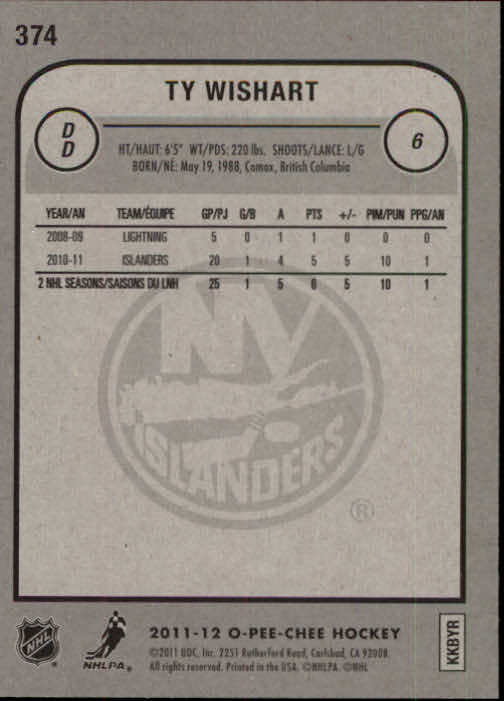 374
TY WISHART
D
D
6
HT/HAUT: 6'5" WT/PDS: 220 lbs. SHOOTS/LANCE: L/G
BORN/NÉ: May 19, 1988, Comox, British Columbia
YEAR/AN TEAM/ÉQUIPE GP/PJ G/B A PTS +/- PIM/PUN PPG/AN
2008-09 LIGHTNING 5 0 1 1 0 0 0
2010-11 ISLANDERS 20 1 4 5 5 10 1
2 NHL SEASONS/SAISONS DU LNH 25 1 5 6 5 10 1
NY
ISLANDERS
®
NHL
NHLPA®
2011-12 O-PEE-CHEE HOCKEY
©2011 UDC, Inc. 2251 Rutherford Road, Carlsbad, CA 92008.
All rights reserved. Printed in the USA. ©NHLPA. ©NHL
KKBYR